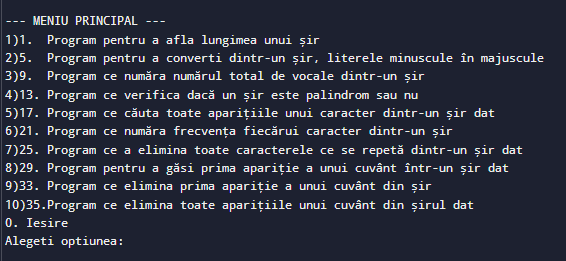 --- MENIU PRINCIPAL ---
1)1.  Program pentru a afla lungimea unui șir
2)5.  Program pentru a converti dintr-un șir, literele minuscule în majuscule
3)9.  Program ce număra numărul total de vocale dintr-un șir
4)13. Program ce verifica dacă un șir este palindrom sau nu
5)17. Program ce căuta toate aparițiile unui caracter dintr-un șir dat
6)21. Program ce număra frecvența fiecărui caracter dintr-un șir
7)25. Program ce a elimina toate caracterele ce se repetă dintr-un șir dat
8)29. Program pentru a găsi prima apariție a unui cuvânt într-un șir dat
9)33. Program ce elimina prima apariție a unui cuvânt din șir
10)35.Program ce elimina toate aparițiile unui cuvânt din șirul dat
0. Iesire
Alegeti optiunea: